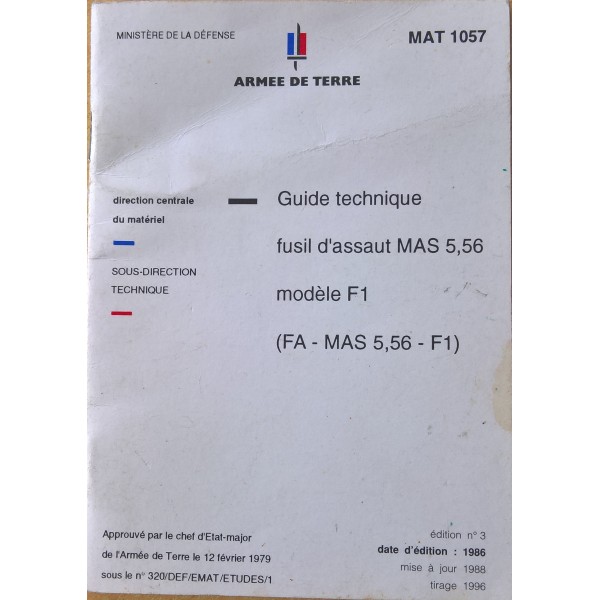 MINISTÈRE DE LA DÉFENSE
MAT 1057
ARMEE DE TERRE
direction centrale
du matériel
SOUS-DIRECTION
TECHNIQUE
Guide technique
fusil d'assaut MAS 5,56
modèle F1
(FA - MAS 5,56 - F1)
Approuvé par le chef d'Etat-major
de l'Armée de Terre le 12 février 1979
sous le n° 320/DEF/EMAT/ETUDES/1
édition n° 3
date d'édition : 1986
mise à jour 1988
tirage 1996